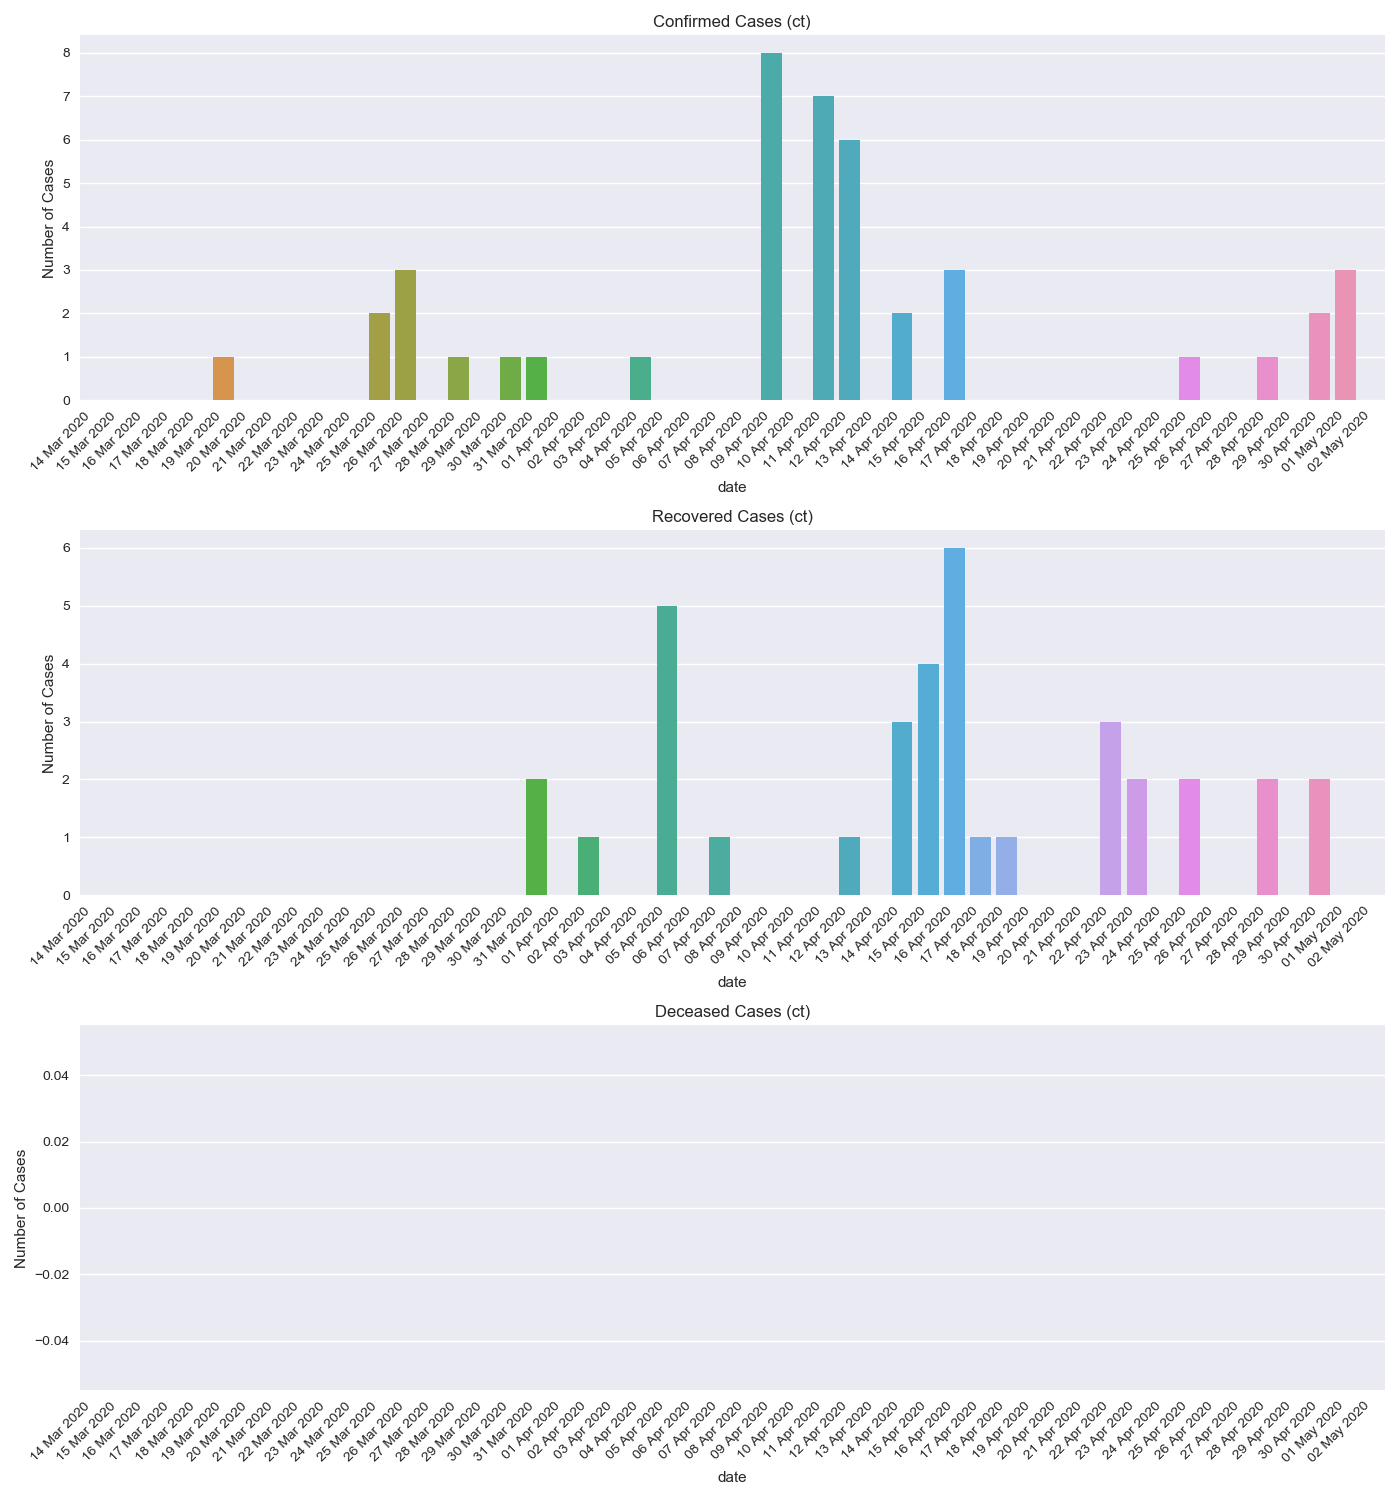 Confirmed Cases (ct)
Number of Cases
8
7
6
5
4
3
2
1
0
14 Mar 2020
15 Mar 2020
16 Mar 2020
17 Mar 2020
18 Mar 2020
19 Mar 2020
20 Mar 2020
21 Mar 2020
22 Mar 2020
23 Mar 2020
24 Mar 2020
25 Mar 2020
26 Mar 2020
27 Mar 2020
28 Mar 2020
29 Mar 2020
30 Mar 2020
31 Mar 2020
01 Apr 2020
02 Apr 2020
03 Apr 2020
04 Apr 2020
05 Apr 2020
06 Apr 2020
07 Apr 2020
08 Apr 2020
09 Apr 2020
10 Apr 2020
11 Apr 2020
12 Apr 2020
13 Apr 2020
14 Apr 2020
15 Apr 2020
16 Apr 2020
17 Apr 2020
18 Apr 2020
19 Apr 2020
20 Apr 2020
21 Apr 2020
22 Apr 2020
23 Apr 2020
24 Apr 2020
25 Apr 2020
26 Apr 2020
27 Apr 2020
28 Apr 2020
29 Apr 2020
30 Apr 2020
01 May 2020
02 May 2020
date
Recovered Cases (ct)
Number of Cases
6
5
4
3
2
1
0
14 Mar 2020
15 Mar 2020
16 Mar 2020
17 Mar 2020
18 Mar 2020
19 Mar 2020
20 Mar 2020
21 Mar 2020
22 Mar 2020
23 Mar 2020
24 Mar 2020
25 Mar 2020
26 Mar 2020
27 Mar 2020
28 Mar 2020
29 Mar 2020
30 Mar 2020
31 Mar 2020
01 Apr 2020
02 Apr 2020
03 Apr 2020
04 Apr 2020
05 Apr 2020
06 Apr 2020
07 Apr 2020
08 Apr 2020
09 Apr 2020
10 Apr 2020
11 Apr 2020
12 Apr 2020
13 Apr 2020
14 Apr 2020
15 Apr 2020
16 Apr 2020
17 Apr 2020
18 Apr 2020
19 Apr 2020
20 Apr 2020
21 Apr 2020
22 Apr 2020
23 Apr 2020
24 Apr 2020
25 Apr 2020
26 Apr 2020
27 Apr 2020
28 Apr 2020
29 Apr 2020
30 Apr 2020
01 May 2020
02 May 2020
date
Deceased Cases (ct)
Number of Cases
0.04
0.02
0.00
−0.02
−0.04
14 Mar 2020
15 Mar 2020
16 Mar 2020
17 Mar 2020
18 Mar 2020
19 Mar 2020
20 Mar 2020
21 Mar 2020
22 Mar 2020
23 Mar 2020
24 Mar 2020
25 Mar 2020
26 Mar 2020
27 Mar 2020
28 Mar 2020
29 Mar 2020
30 Mar 2020
31 Mar 2020
01 Apr 2020
02 Apr 2020
03 Apr 2020
04 Apr 2020
05 Apr 2020
06 Apr 2020
07 Apr 2020
08 Apr 2020
09 Apr 2020
10 Apr 2020
11 Apr 2020
12 Apr 2020
13 Apr 2020
14 Apr 2020
15 Apr 2020
16 Apr 2020
17 Apr 2020
18 Apr 2020
19 Apr 2020
20 Apr 2020
21 Apr 2020
22 Apr 2020
23 Apr 2020
24 Apr 2020
25 Apr 2020
26 Apr 2020
27 Apr 2020
28 Apr 2020
29 Apr 2020
30 Apr 2020
01 May 2020
02 May 2020
date